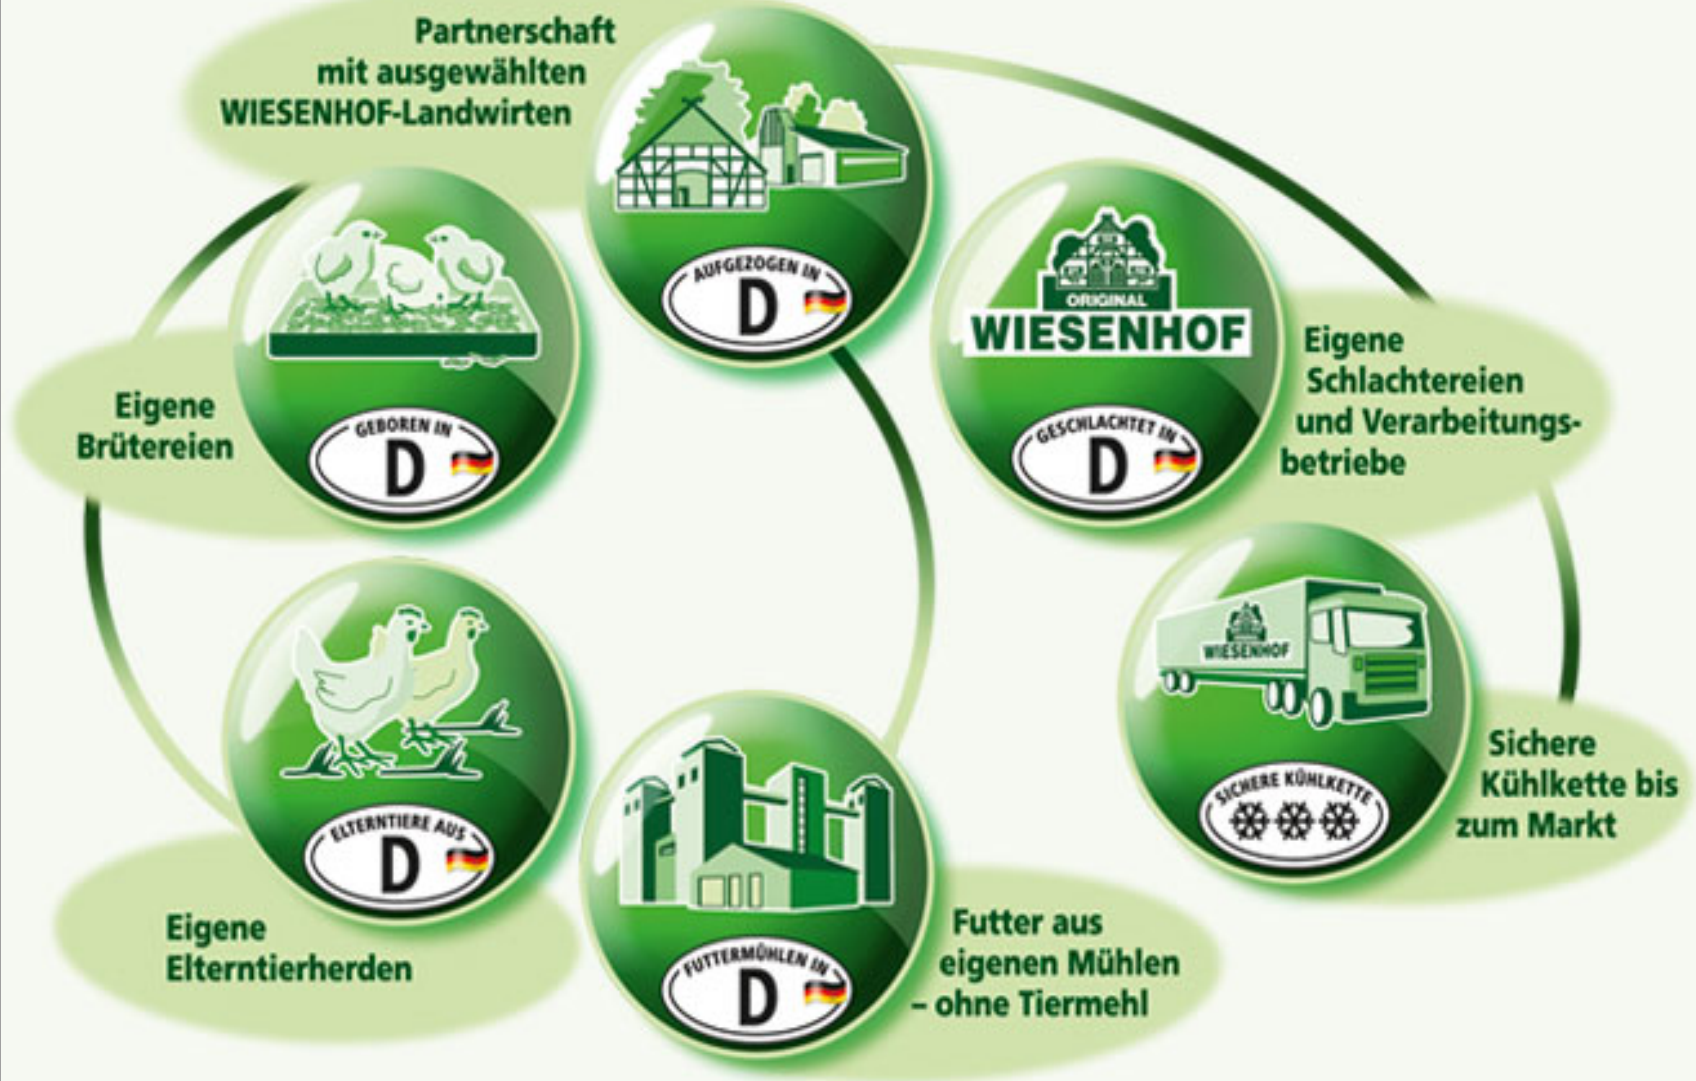 Partnerschaft
mit ausgewählten
WIESENHOF-Landwirten
AUFGEZOGEN IN
D
Eigene
Brütereien
GEBOREN IN
D
ORIGINAL
WIESENHOF
GESCHLACHTET IN
D
Eigene
Schlachtereien
und Verarbeitungs-
betriebe
ELTERNTIERE AUS
D
Eigene
Elterntierherden
FUTTERMÜHLEN IN
D
Futter aus
eigenen Mühlen
– ohne Tiermehl
WIESENHOF
SICHERE KÜHLKETTE
Sichere
Kühlkette bis
zum Markt